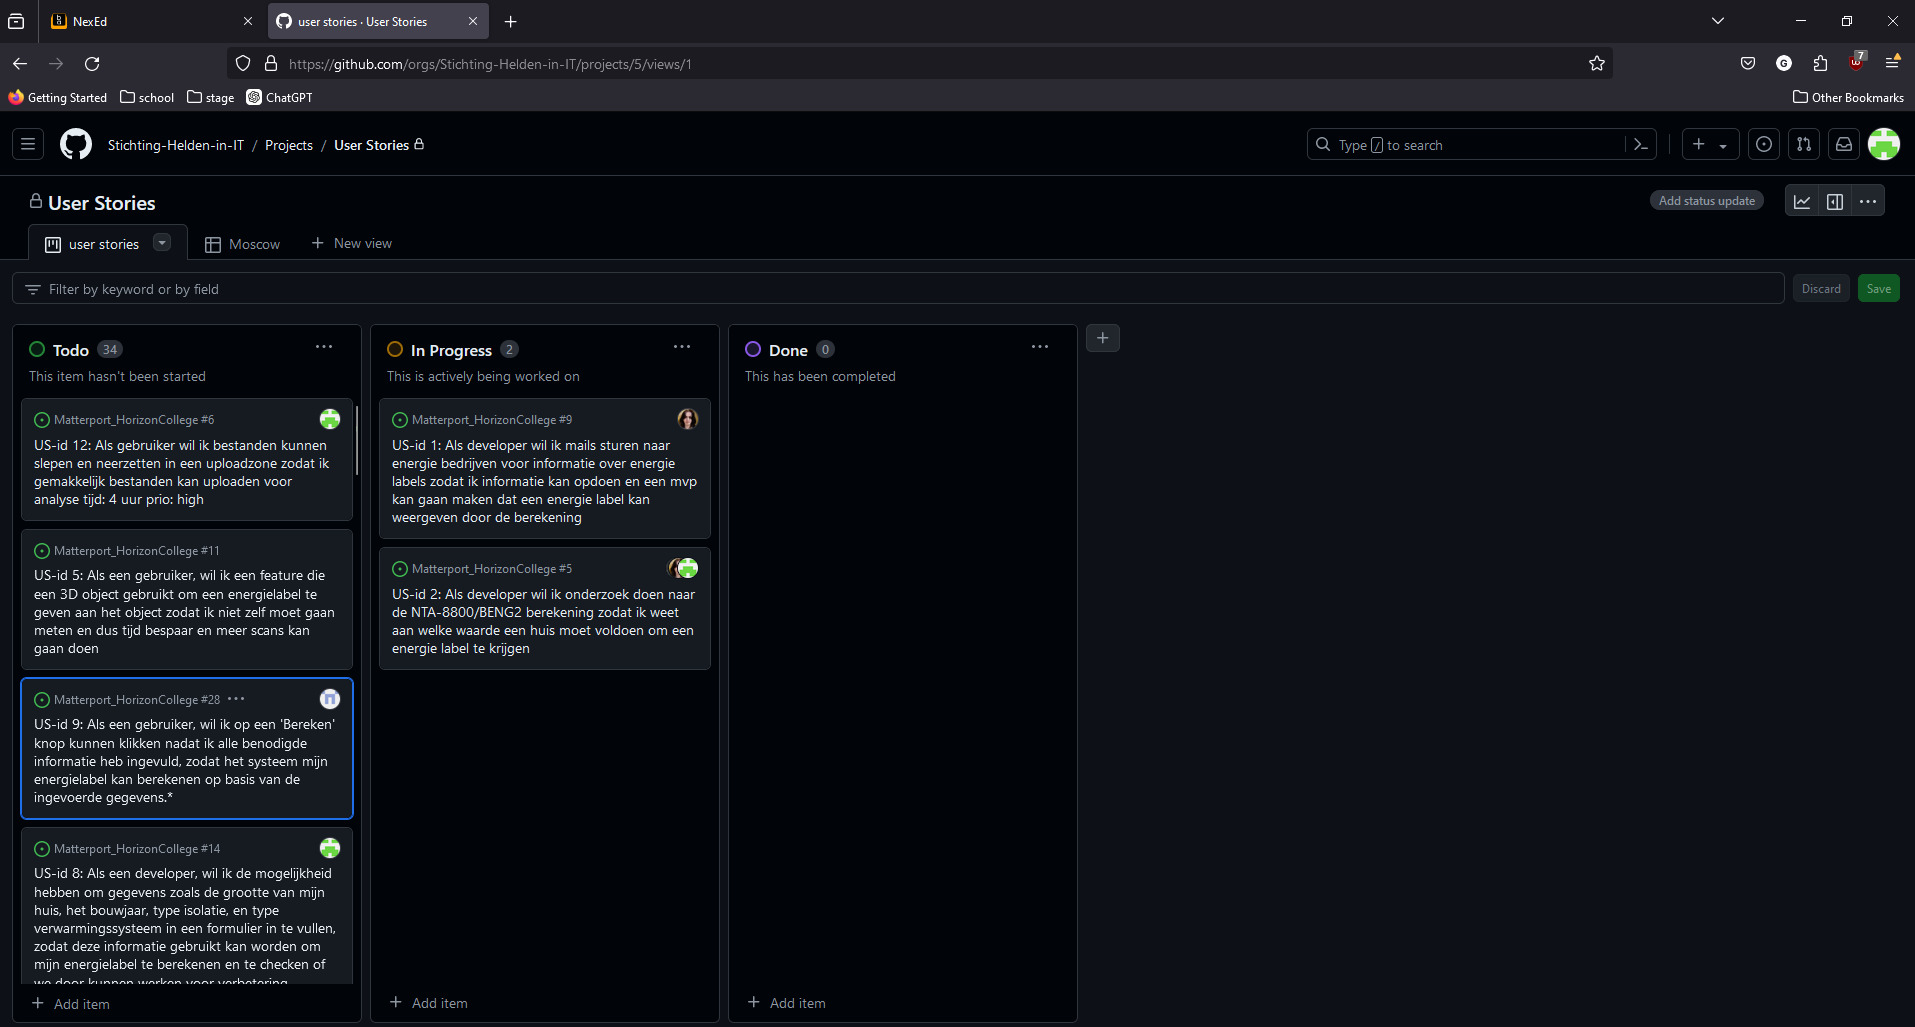 NexEd
user stories · User Stories
https://github.com/orgs/Stichting-Helden-in-IT/projects/5/views/1
G
7
Getting Started
school
stage
ChatGPT
Other Bookmarks
Stichting-Helden-in-IT / Projects / User Stories
Type / to search
User Stories
Add status update
user stories
Moscow
New view
Filter by keyword or by field
Discard
Save
Todo 34
This item hasn't been started
Matterport_HorizonCollege #6
US-id 12: Als gebruiker wil ik bestanden kunnen
slepen en neerzetten in een uploadzone zodat ik
gemakkelijk bestanden kan uploaden voor
analyse tijd: 4 uur prio: high
Matterport_HorizonCollege #11
US-id 5: Als een gebruiker, wil ik een feature die
een 3D object gebruikt om een energielabel te
geven aan het object zodat ik niet zelf moet gaan
meten en dus tijd bespaar en meer scans kan
gaan doen
Matterport_HorizonCollege #28
US-id 9: Als een gebruiker, wil ik op een 'Bereken'
knop kunnen klikken nadat ik alle benodigde
informatie heb ingevuld, zodat het systeem mijn
energielabel kan berekenen op basis van de
ingevoerde gegevens.*
Matterport_HorizonCollege #14
US-id 8: Als een developer, wil ik de mogelijkheid
hebben om gegevens zoals de grootte van mijn
huis, het bouwjaar, type isolatie, en type
verwarmingssysteem in een formulier in te vullen,
zodat deze informatie gebruikt kan worden om
mijn energielabel te berekenen en te checken of
we door kunnen werken voor verbetering
Add item
In Progress 2
This is actively being worked on
Matterport_HorizonCollege #9
US-id 1: Als developer wil ik mails sturen naar
energie bedrijven voor informatie over energie
labels zodat ik informatie kan opdoen en een mvp
kan gaan maken dat een energie label kan
weergeven door de berekening
Matterport_HorizonCollege #5
US-id 2: Als developer wil ik onderzoek doen naar
de NTA-8800/BENG2 berekening zodat ik weet
aan welke waarde een huis moet voldoen om een
energie label te krijgen
Add item
Done 0
This has been completed
Add item